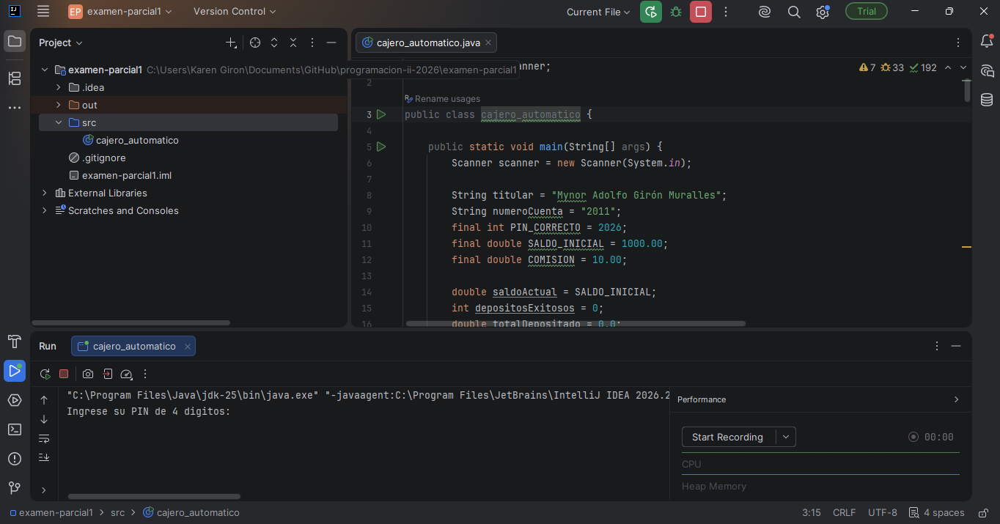 EP examen-parcial1 Version Control Current File Trial
Project
cajero_automatico.java
examen-parcial1 C:\Users\Karen Giron\Documents\GitHub\programacion-ii-2026\examen-parcial1
.idea
out
src
cajero_automatico
.gitignore
examen-parcial1.iml
External Libraries
Scratches and Consoles
nner;
7 33 192
2
Rename usages
3 public class cajero_automatico {
4
5 public static void main(String[] args) {
6 Scanner scanner = new Scanner(System.in);
7
8 String titular = "Mynor Adolfo Girón Muralles";
9 String numeroCuenta = "2011";
10 final int PIN_CORRECTO = 2026;
11 final double SALDO_INICIAL = 1000.00;
12 final double COMISION = 10.00;
13
14 double saldoActual = SALDO_INICIAL;
15 int depositosExitosos = 0;
16 double totalDepositado = 0.0;
Run cajero_automatico
"C:\Program Files\Java\jdk-25\bin\java.exe" "-javaagent:C:\Program Files\JetBrains\IntelliJ IDEA 2026.2
Ingrese su PIN de 4 digitos:
Performance
Start Recording 00:00
CPU
Heap Memory
examen-parcial1 > src > cajero_automatico 3:15 CRLF UTF-8 4 spaces